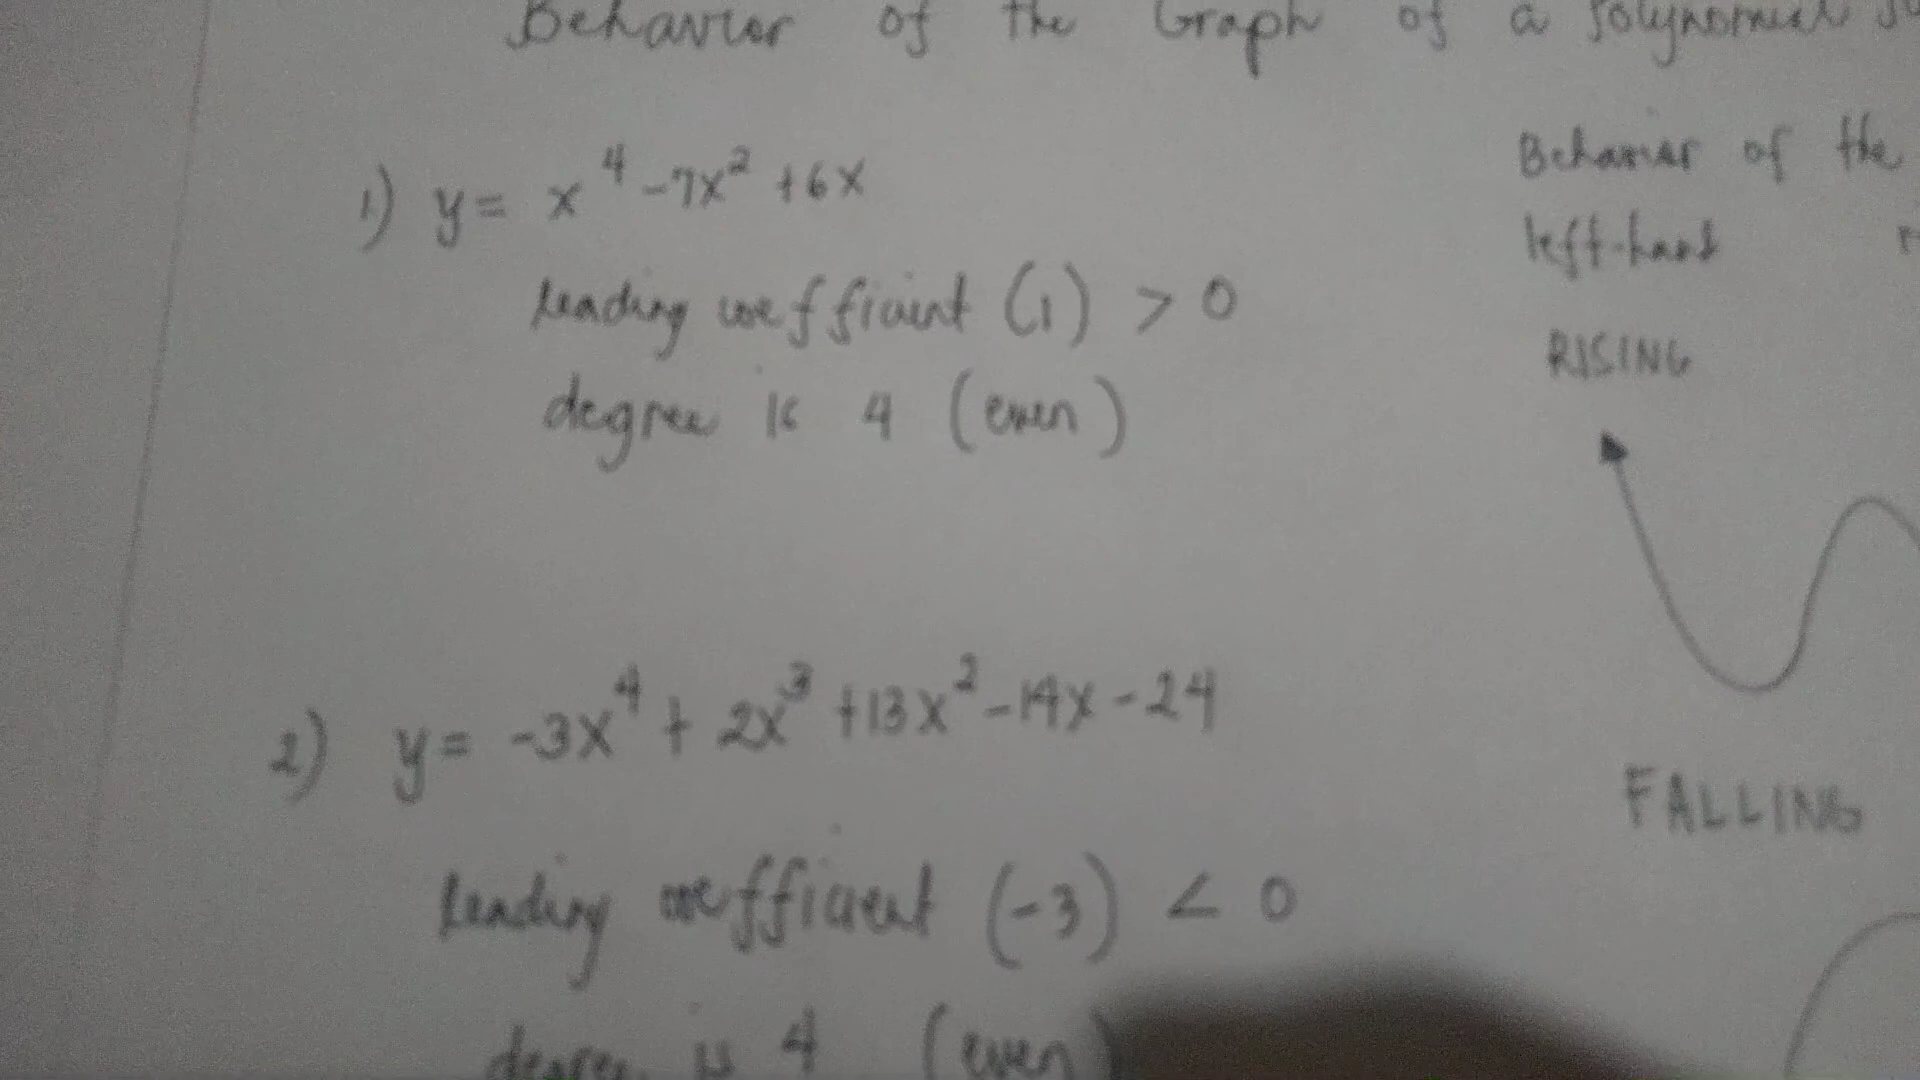 Behavior of the Graph of a Polynomial
1) y = x⁴ - 7x² + 6x
leading coefficient (1) > 0
degree is 4 (even)
Behavior of the
left-hand
RISING
2) y = -3x⁴ + 2x³ + 13x² - 14x - 24
FALLING
leading coefficient (-3) < 0
degree is 4 (even)